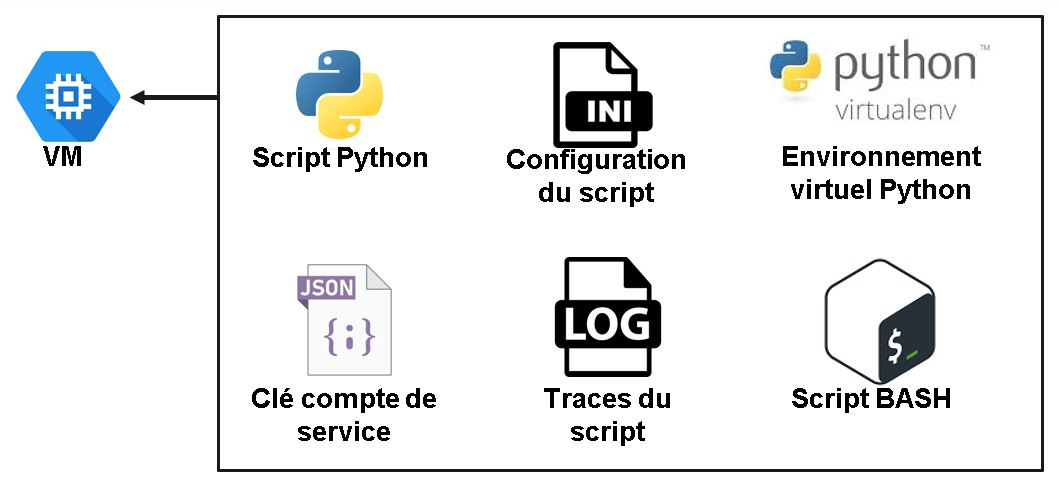 python™
virtualenv
INI
VM
Script Python
Configuration
du script
Environnement
virtuel Python
JSON
{;}
LOG
$_
Clé compte de
service
Traces du
script
Script BASH